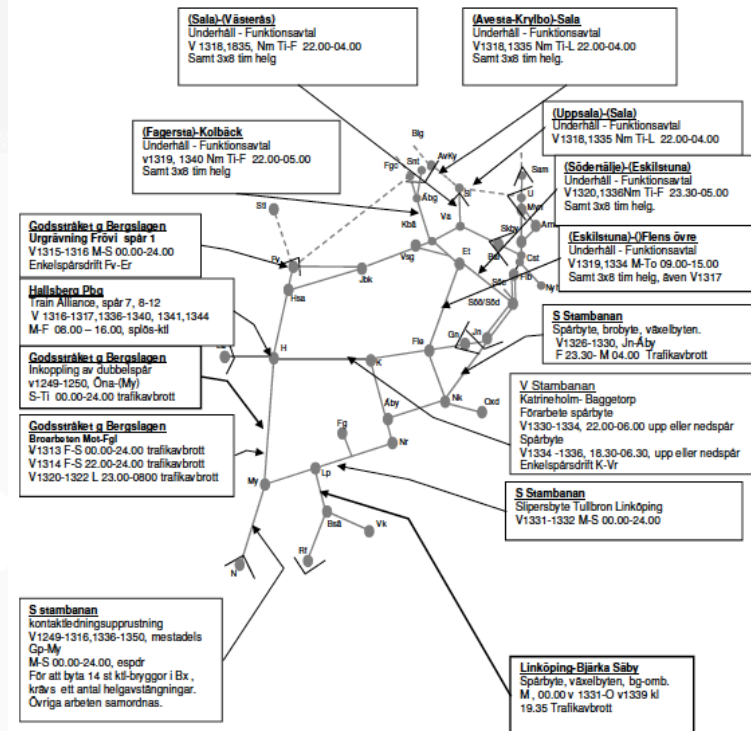 (Sala)-(Västerås)
Underhåll - Funktionsavtal
V 1318,1835, Nm Ti-F 22.00-04.00
Samt 3x8 tim helg
(Avesta-Krylbo)-Sala
Underhåll - Funktionsavtal
V1318,1335 Nm Ti-L 22.00-04.00
Samt 3x8 tim helg.
(Fagersta)-Kolbäck
Underhåll - Funktionsavtal
v1319, 1340 Nm Ti-F 22.00-05.00
Samt 3x8 tim helg
(Uppsala)-(Sala)
Underhåll - Funktionsavtal
V1318,1335 Nm Ti-L 22.00-04.00
(Södertälje)-(Eskilstuna)
Underhåll - Funktionsavtal
V1320,1336Nm Ti-F 23.30-05.00
Samt 3x8 tim helg.
(Eskilstuna)-()Flens övre
Underhåll - Funktionsavtal
V1319,1334 M-To 09.00-15.00
Samt 3x8 tim helg, även V1317
Godsstråket g Bergslagen
Urgrävning Frövi spår 1
V1315-1316 M-S 00.00-24.00
Enkelspårsdrift Fv-Er
Hallsberg Pbg
Train Alliance, spår 7, 8-12
V 1316-1317,1336-1340, 1341,1344
M-F 08.00 – 16.00, splös-ktl
Godsstråket g Bergslagen
Inkoppling av dubbelspår
v1249-1250, Öna-(My)
S-Ti 00.00-24.00 trafikavbrott
Godsstråket g Bergslagen
Broarbeten Mot-Fgl
V1313 F-S 00.00-24.00 trafikavbrott
V1314 F-S 22.00-24.00 trafikavbrott
V1320-1322 L 23.00-0800 trafikavbrott
S Stambanan
Spårbyte, brobyte, växelbyten.
V1326-1330, Jn-Åby
F 23.30- M 04.00 Trafikavbrott
V Stambanan
Katrineholm- Baggetorp
Förarbete spårbyte
V1330-1334, 22.00-06.00 upp eller nedspår
Spårbyte
V1334 -1336, 18.30-06.30, upp eller nedspår
Enkelspårsdrift K-Vr
S Stambanan
Slipersbyte Tullbron Linköping
V1331-1332 M-S 00.00-24.00
S stambanan
kontaktledningsupprustning
V1249-1316,1336-1350, mestadels
Gp-My
M-S 00.00-24.00, espdr
För att byta 14 st ktl-bryggor i Bx ,
krävs ett antal helgavstängningar.
Övriga arbeten samordnas.
Linköping-Bjärka Säby
Spårbyte, växelbyten, bg-omb.
M , 00.00 v 1331-O v1339 kl
19.35 Trafikavbrott
Blg
Snt
AvKy
Fgc
Åbg
Sl
Sam
U
Myn
Va
Kbä
Skby
Bål
Cst
Flb
Nyh
Stl
Fv
Vsg
Et
Jbk
Hsa
Söö/Söd
H
K
Fle
Gn
Jn
Nk
Oxd
Åby
Fg
Nr
Lp
My
Bsä
Vk
Rf
N